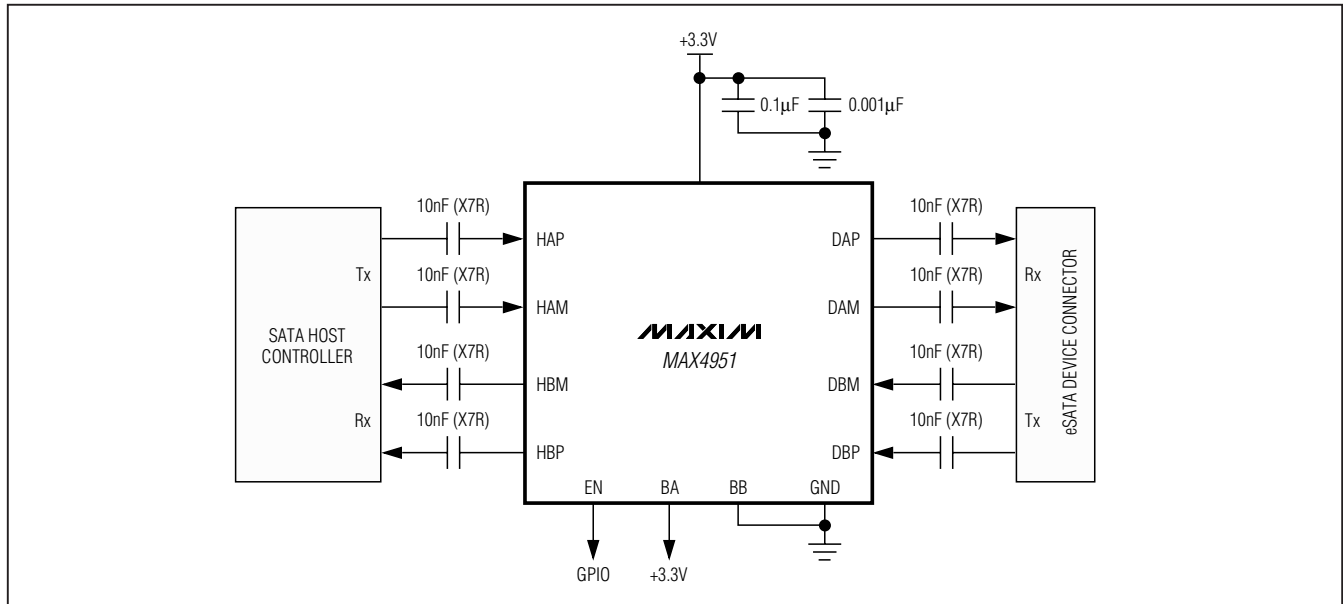 +3.3V
0.1μF
0.001μF
10nF (X7R)
10nF (X7R)
HAP
DAP
Tx
10nF (X7R)
10nF (X7R)
Rx
HAM
DAM
SATA HOST
CONTROLLER
MAXIM
MAX4951
eSATA DEVICE CONNECTOR
10nF (X7R)
10nF (X7R)
HBM
DBM
Rx
10nF (X7R)
10nF (X7R)
Tx
HBP
DBP
EN
BA
BB
GND
GPIO
+3.3V